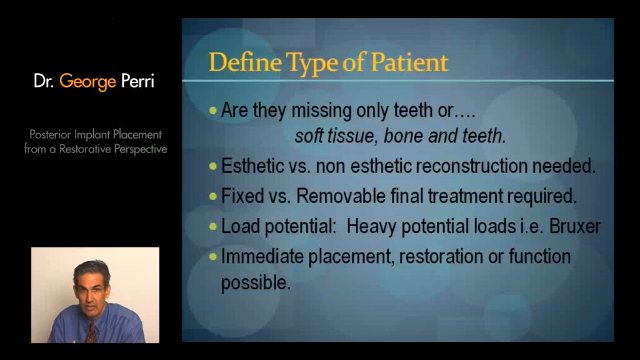 Dr. George Perri
Posterior Implant Placement
from a Restorative Perspective
Define Type of Patient
Are they missing only teeth or….
soft tissue, bone and teeth.
Esthetic vs. non esthetic reconstruction needed.
Fixed vs. Removable final treatment required.
Load potential: Heavy potential loads i.e. Bruxer
Immediate placement, restoration or function
possible.